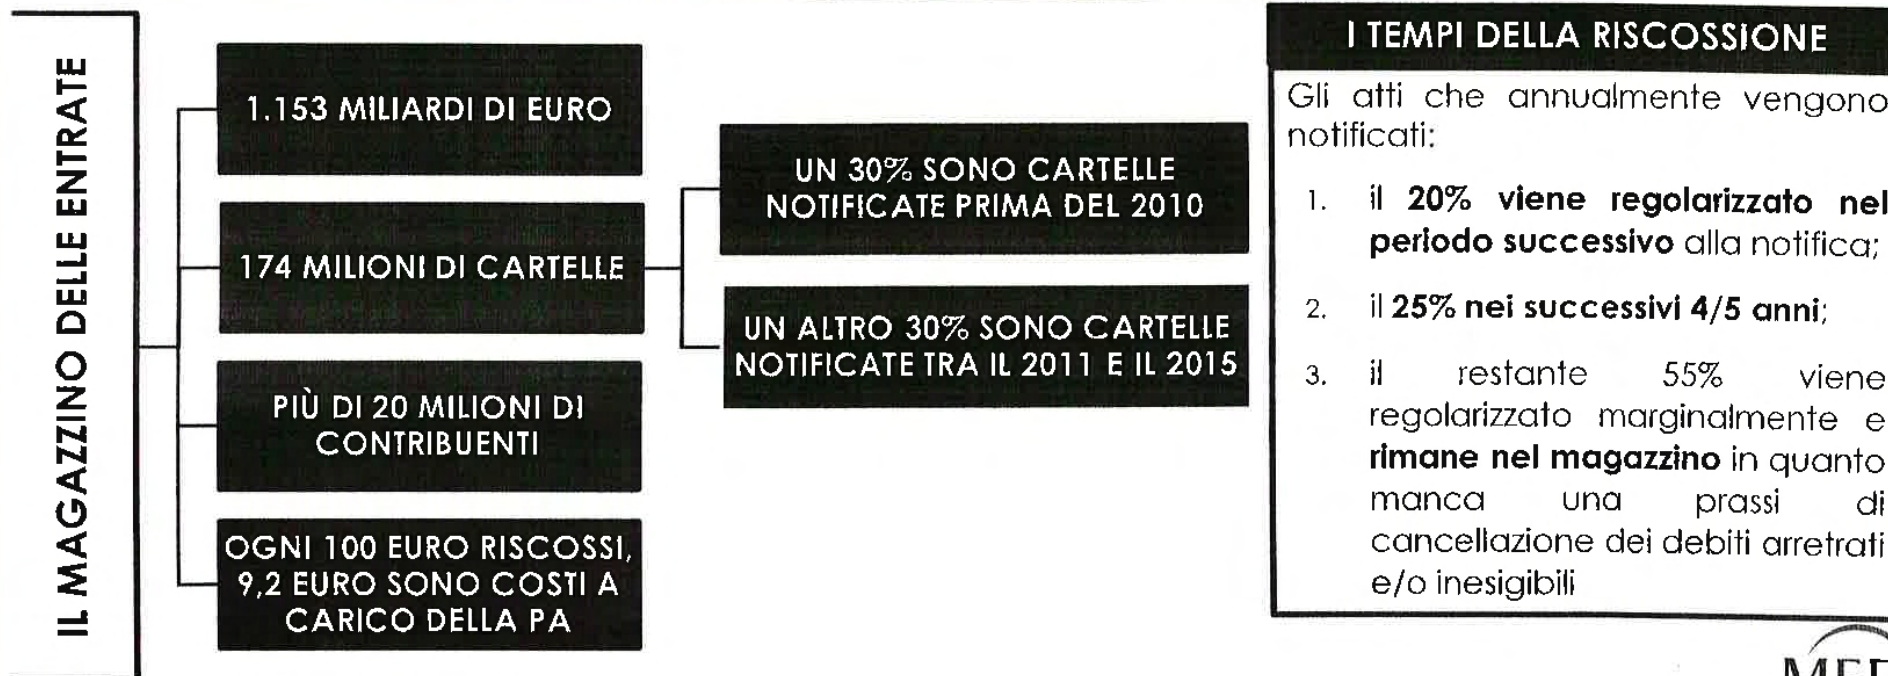 IL MAGAZZINO DELLE ENTRATE
1.153 MILIARDI DI EURO
174 MILIONI DI CARTELLE
PIÙ DI 20 MILIONI DI
CONTRIBUENTI
OGNI 100 EURO RISCOSSI,
9,2 EURO SONO COSTI A
CARICO DELLA PA
UN 30% SONO CARTELLE
NOTIFICATE PRIMA DEL 2010
UN ALTRO 30% SONO CARTELLE
NOTIFICATE TRA IL 2011 E IL 2015
I TEMPI DELLA RISCOSSIONE
Gli atti che annualmente vengono
notificati:
1. il 20% viene regolarizzato nel
periodo successivo alla notifica;
2. il 25% nei successivi 4/5 anni;
3. il restante 55% viene
regolarizzato marginalmente e
rimane nel magazzino in quanto
manca una prassi di
cancellazione dei debiti arretrati
e/o inesigibili